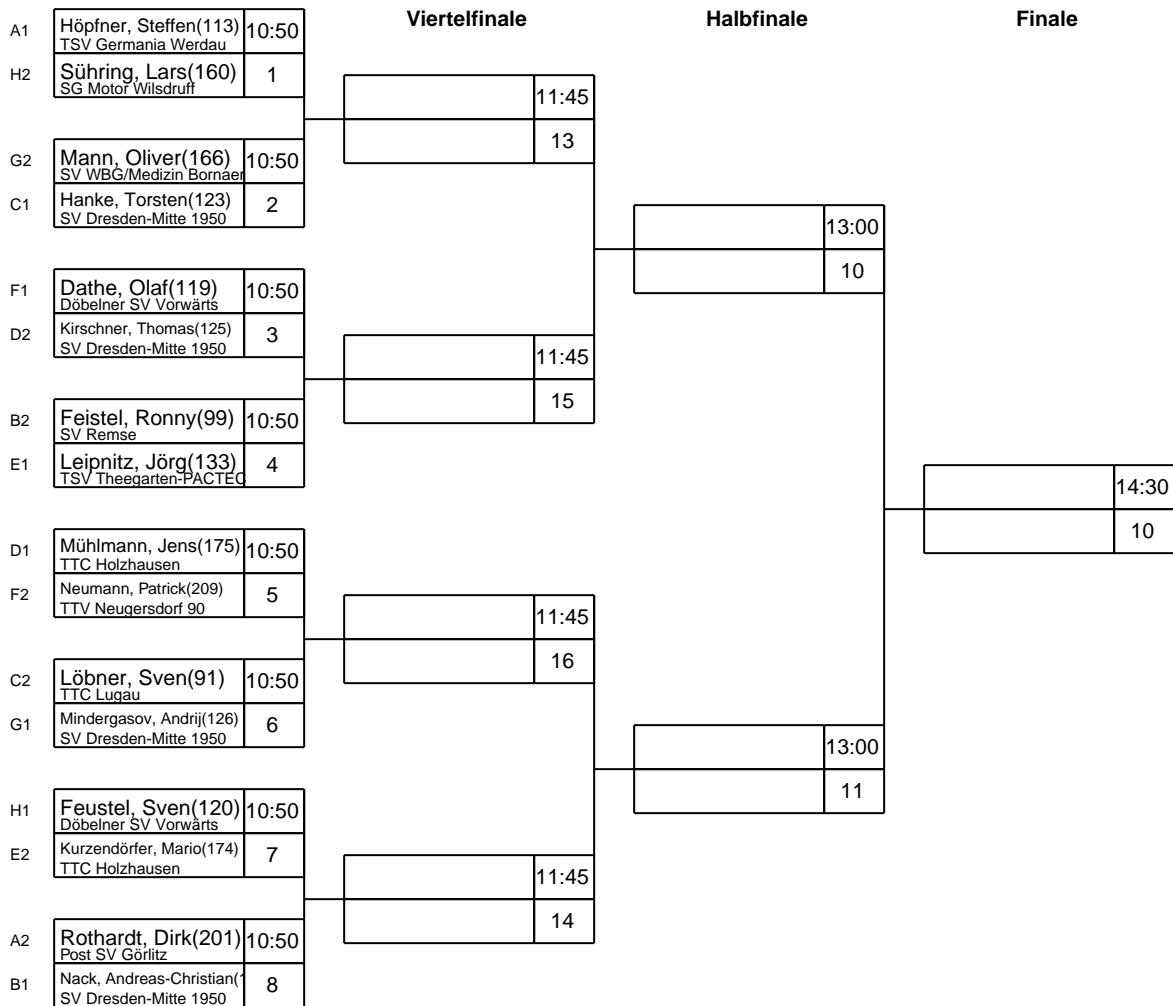 Viertelfinale
Halbfinale
Finale
A1
Höpfner, Steffen(113)
10:50
TSV Germania Werdau
H2
Sühring, Lars(160)
1
SG Motor Wilsdruff
11:45
13
G2
Mann, Oliver(166)
10:50
SV WBG/Medizin Bornaer
C1
Hanke, Torsten(123)
2
SV Dresden-Mitte 1950
13:00
10
F1
Dathe, Olaf(119)
10:50
Döbelner SV Vorwärts
D2
Kirschner, Thomas(125)
3
SV Dresden-Mitte 1950
11:45
15
B2
Feistel, Ronny(99)
10:50
SV Remse
E1
Leipnitz, Jörg(133)
4
TSV Theegarten-PACTEC
14:30
10
D1
Mühlmann, Jens(175)
10:50
TTC Holzhausen
F2
Neumann, Patrick(209)
5
TTV Neugersdorf 90
11:45
16
C2
Löbner, Sven(91)
10:50
TTC Lugau
G1
Mindergasov, Andrij(126)
6
SV Dresden-Mitte 1950
13:00
11
H1
Feustel, Sven(120)
10:50
Döbelner SV Vorwärts
E2
Kurzendörfer, Mario(174)
7
TTC Holzhausen
11:45
14
A2
Rothardt, Dirk(201)
10:50
Post SV Görlitz
B1
Nack, Andreas-Christian(1
8
SV Dresden-Mitte 1950